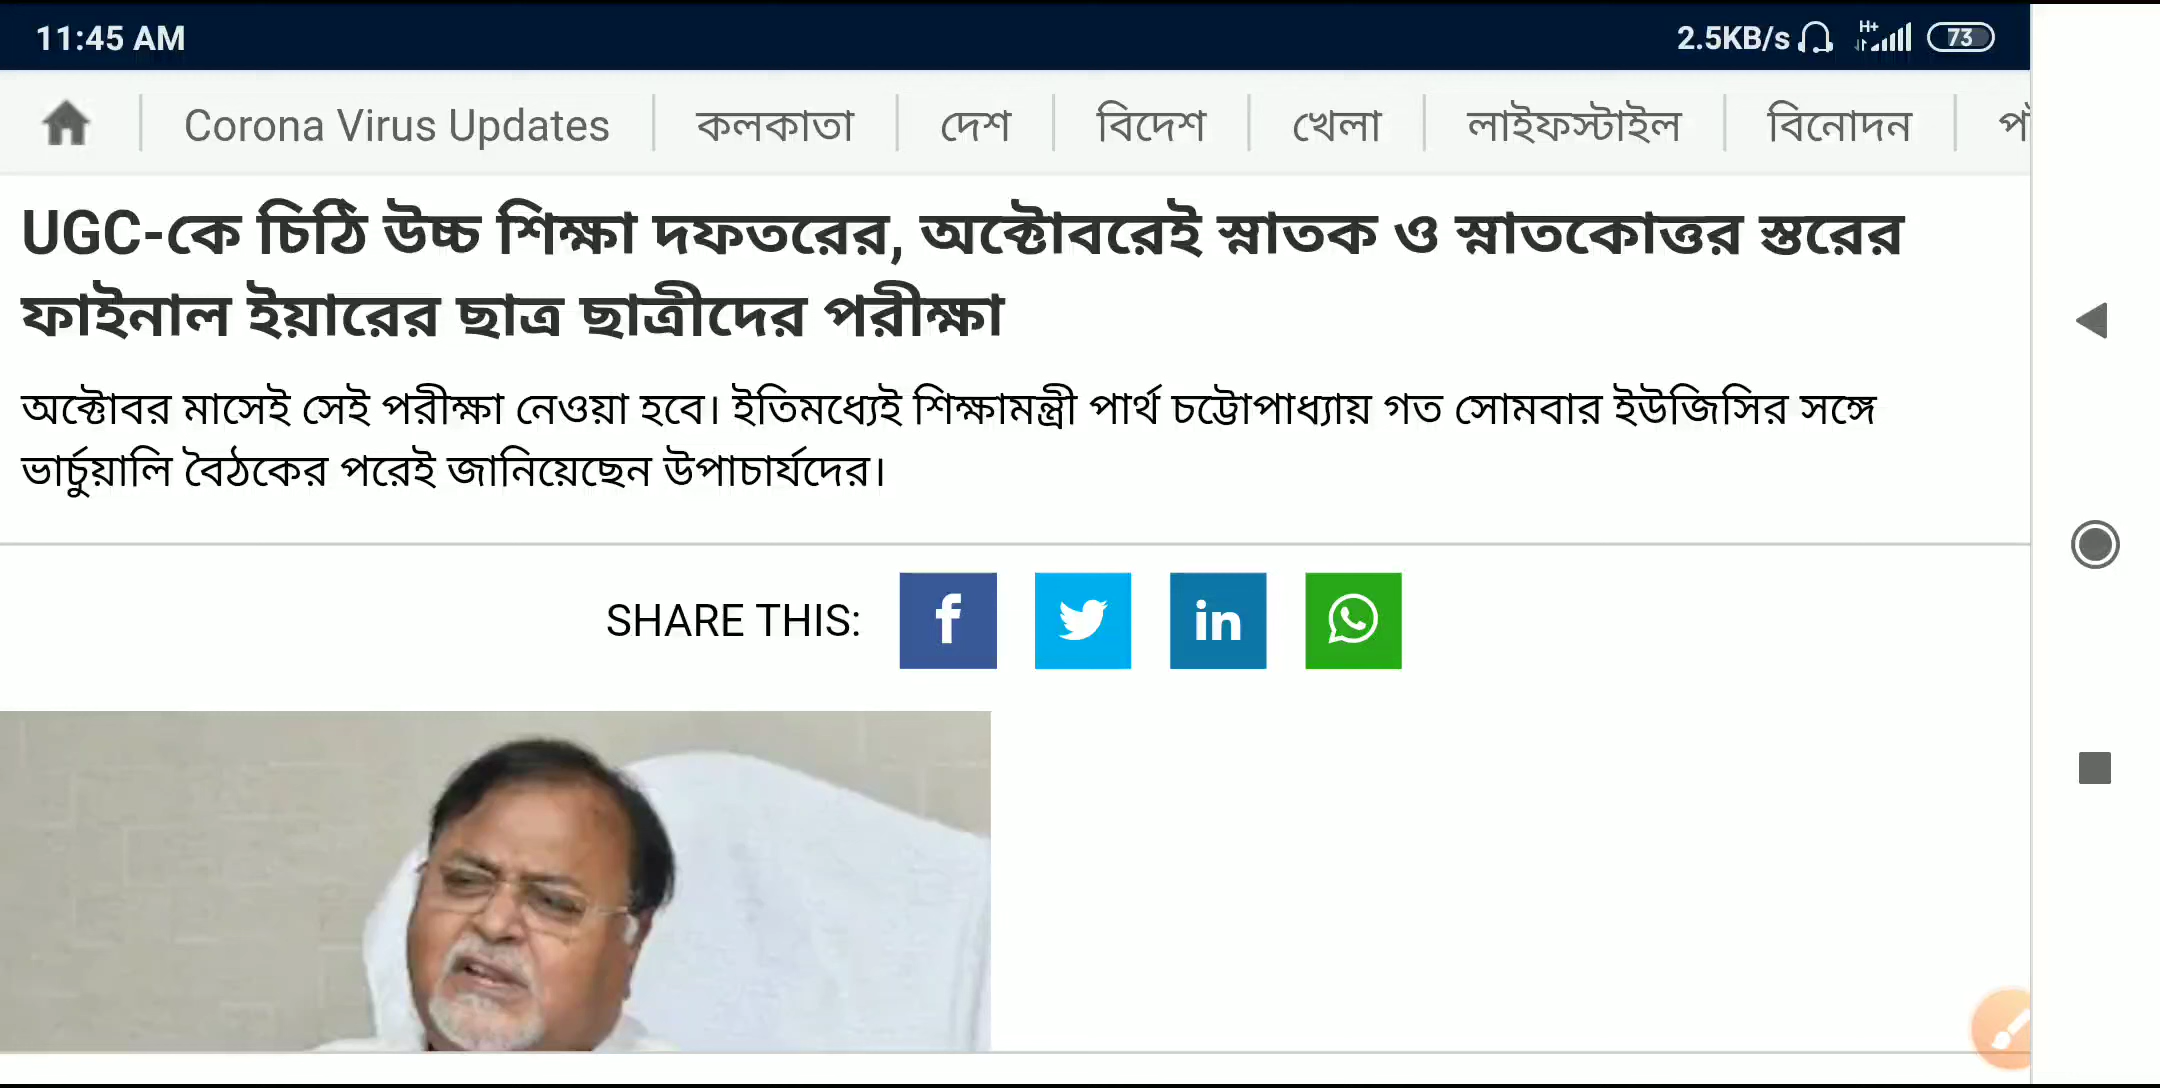 11:45 AM 2.5KB/s H+ 73
Corona Virus Updates কলকাতা দেশ বিদেশ খেলা লাইফস্টাইল বিনোদন
UGC-কে চিঠি উচ্চ শিক্ষা দফতরের, অক্টোবরেই স্নাতক ও স্নাতকোত্তর স্তরের
ফাইনাল ইয়ারের ছাত্র ছাত্রীদের পরীক্ষা
অক্টোবর মাসেই সেই পরীক্ষা নেওয়া হবে। ইতিমধ্যেই শিক্ষামন্ত্রী পার্থ চট্টোপাধ্যায় গত সোমবার ইউজিসির সঙ্গে
ভার্চুয়ালি বৈঠকের পরেই জানিয়েছেন উপাচার্যদের।
SHARE THIS: f in